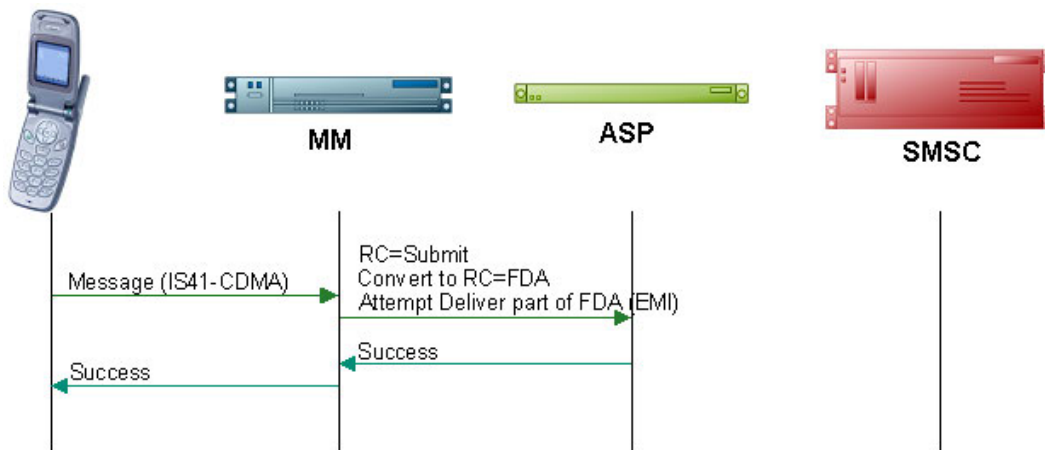 MM
ASP
SMSC
Message (IS41-CDMA)
RC=Submit
Convert to RC=FDA
Attempt Deliver part of FDA (EMI)
Success
Success